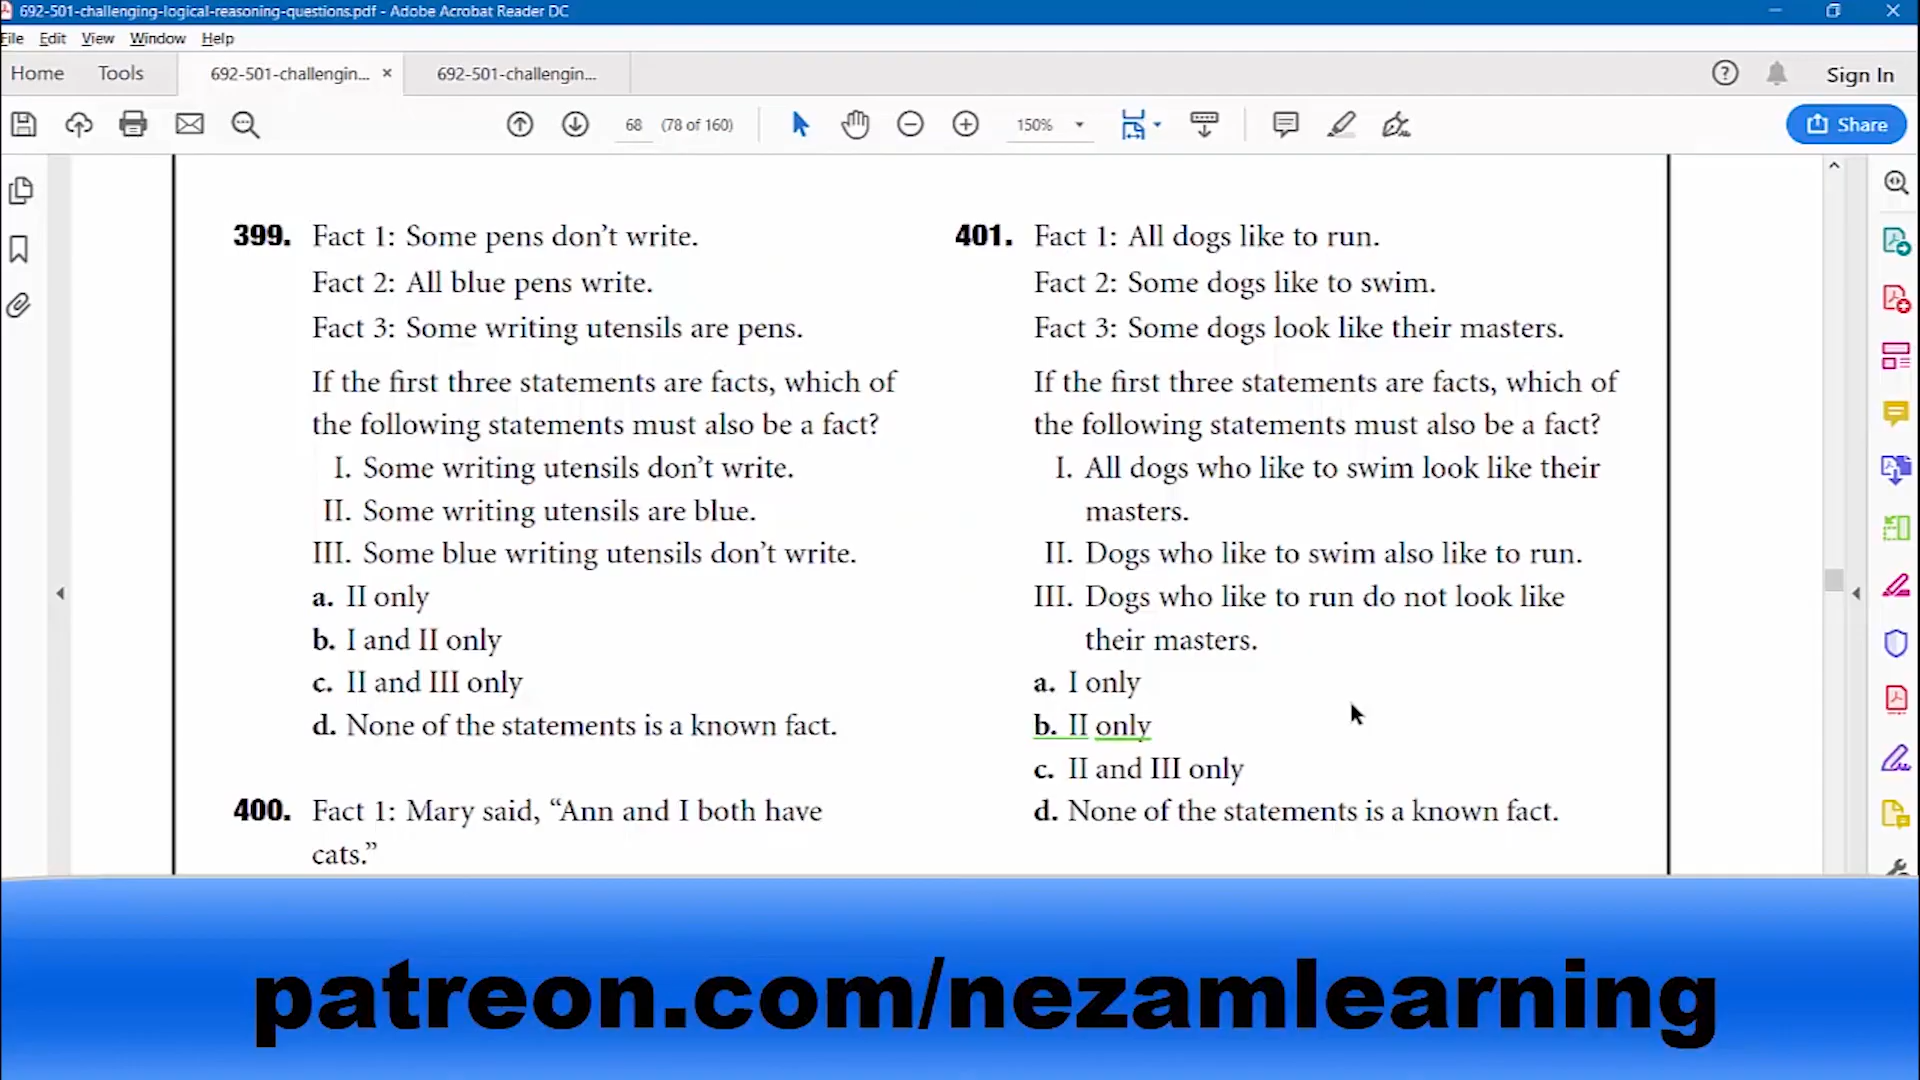 692-501-challenging-logical-reasoning-questions.pdf - Adobe Acrobat Reader DC
File Edit View Window Help
Home Tools 692-501-challengin... × 692-501-challengin... Sign In
68 (78 of 160) 150% Share
399. Fact 1: Some pens don't write.
Fact 2: All blue pens write.
Fact 3: Some writing utensils are pens.
If the first three statements are facts, which of
the following statements must also be a fact?
I. Some writing utensils don't write.
II. Some writing utensils are blue.
III. Some blue writing utensils don't write.
a. II only
b. I and II only
c. II and III only
d. None of the statements is a known fact.
400. Fact 1: Mary said, “Ann and I both have
cats.”
401. Fact 1: All dogs like to run.
Fact 2: Some dogs like to swim.
Fact 3: Some dogs look like their masters.
If the first three statements are facts, which of
the following statements must also be a fact?
I. All dogs who like to swim look like their
masters.
II. Dogs who like to swim also like to run.
III. Dogs who like to run do not look like
their masters.
a. I only
b. II only
c. II and III only
d. None of the statements is a known fact.
patreon.com/nezamlearning